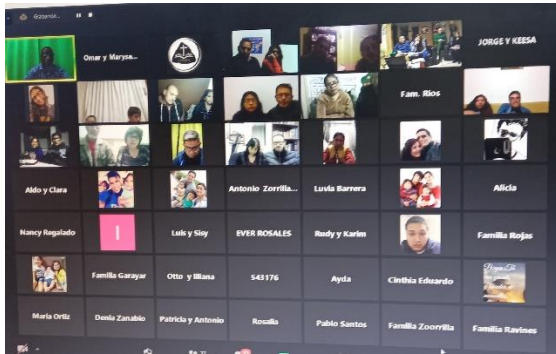 Grabando...
Omar y Marysa...
JORGE Y KEESA
Fam. Rios
Aldo y Clara
Antonio Zorrilla...
Luvia Barrera
Alicia
Nancy Regalado
I
Luis y Sisy
EVER ROSALES
Rudy y Karim
Familia Rojas
Familia Garayar
Otto y Iliana
543176
Ayda
Cinthia Eduardo
Maria Ortiz
Denia Zanabio
Patricia y Antonio
Rosalia
Pablo Santos
Familia Zoorrilla
Familia Ravines